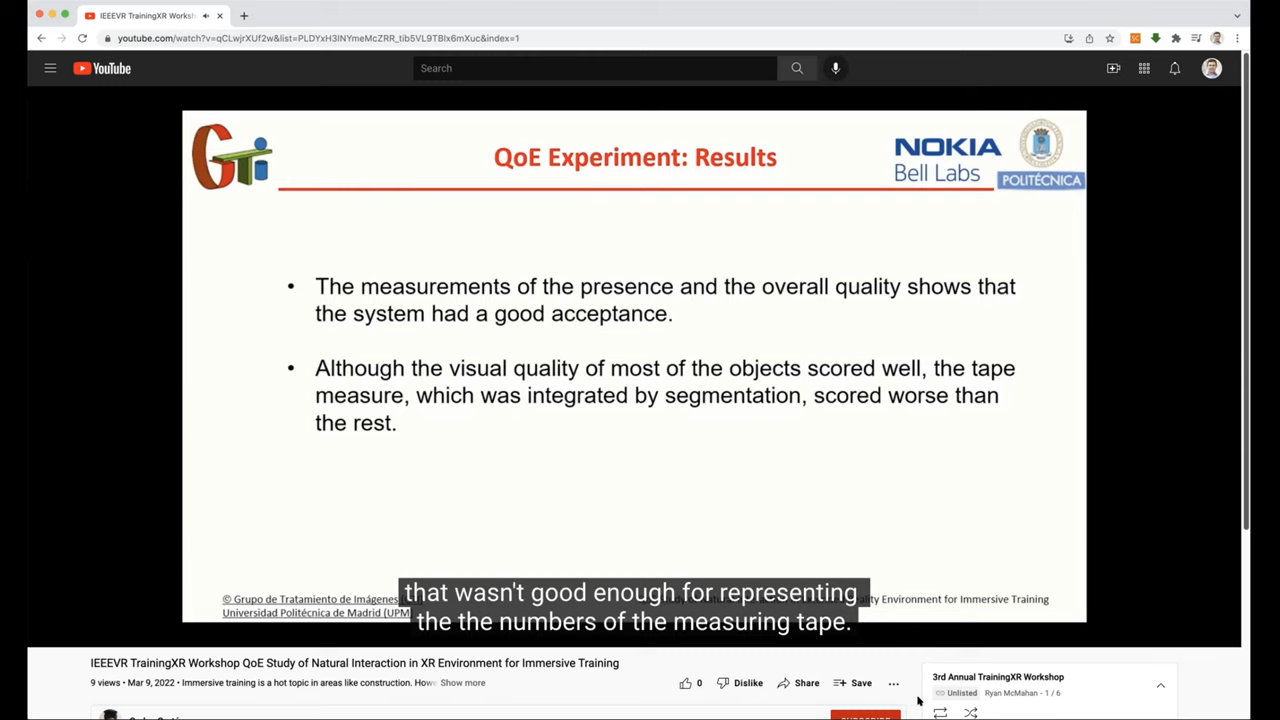 IEEEVR TrainingXR Worksh
youtube.com/watch?v=qCLwjrXUf2w&list=PLDYxH3INYmeMcZRR_tib5VL9TBIx6mXuc&index=1
YouTube
Search
GTi
QoE Experiment: Results
NOKIA
Bell Labs
POLITÉCNICA
• The measurements of the presence and the overall quality shows that
the system had a good acceptance.
• Although the visual quality of most of the objects scored well, the tape
measure, which was integrated by segmentation, scored worse than
the rest.
that wasn't good enough for representing
the the numbers of the measuring tape.
© Grupo de Tratamiento de Imágenes
Universidad Politécnica de Madrid (UPM)
Environment for Immersive Training
IEEEVR TrainingXR Workshop QoE Study of Natural Interaction in XR Environment for Immersive Training
9 views • Mar 9, 2022 • Immersive training is a hot topic in areas like construction. Howe Show more
0
Dislike
Share
Save
3rd Annual TrainingXR Workshop
Unlisted Ryan McMahan - 1 / 6